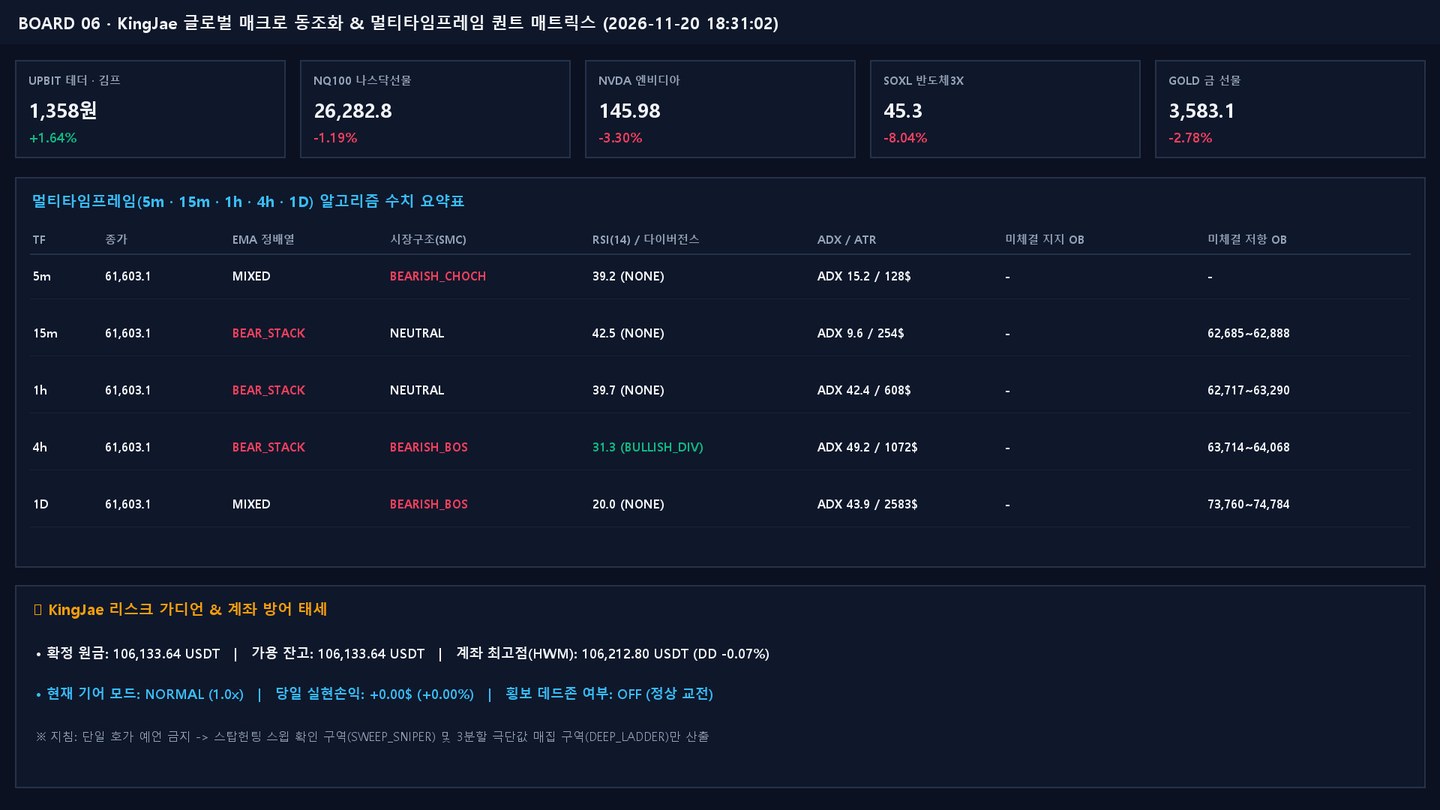 BOARD 06 · KingJae 글로벌 매크로 동조화 & 멀티타임프레임 퀀트 매트릭스 (2026-11-20 18:31:02)
UPBIT 테더 · 김프
1,358원
+1.64%
NQ100 나스닥선물
26,282.8
-1.19%
NVDA 엔비디아
145.98
-3.30%
SOXL 반도체3X
45.3
-8.04%
GOLD 금 선물
3,583.1
-2.78%
멀티타임프레임(5m · 15m · 1h · 4h · 1D) 알고리즘 수치 요약표
TF 종가 EMA 정배열 시장구조(SMC) RSI(14) / 다이버전스 ADX / ATR 미체결 지지 OB 미체결 저항 OB
5m 61,603.1 MIXED BEARISH_CHOCH 39.2 (NONE) ADX 15.2 / 128$ - -
15m 61,603.1 BEAR_STACK NEUTRAL 42.5 (NONE) ADX 9.6 / 254$ - 62,685~62,888
1h 61,603.1 BEAR_STACK NEUTRAL 39.7 (NONE) ADX 42.4 / 608$ - 62,717~63,290
4h 61,603.1 BEAR_STACK BEARISH_BOS 31.3 (BULLISH_DIV) ADX 49.2 / 1072$ - 63,714~64,068
1D 61,603.1 MIXED BEARISH_BOS 20.0 (NONE) ADX 43.9 / 2583$ - 73,760~74,784
KingJae 리스크 가디언 & 계좌 방어 태세
• 확정 원금: 106,133.64 USDT | 가용 잔고: 106,133.64 USDT | 계좌 최고점(HWM): 106,212.80 USDT (DD -0.07%)
• 현재 기어 모드: NORMAL (1.0x) | 당일 실현손익: +0.00$ (+0.00%) | 횡보 데드존 여부: OFF (정상 교전)
※ 지침: 단일 호가 예언 금지 -> 스탑헌팅 스윕 확인 구역(SWEEP_SNIPER) 및 3분할 극단값 매집 구역(DEEP_LADDER)만 산출